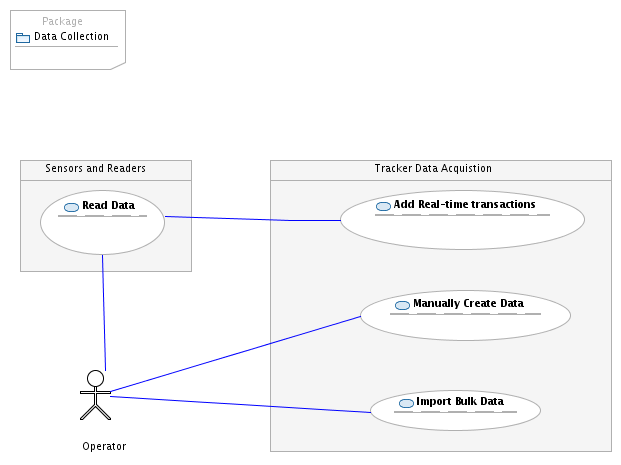 Package
Data Collection
Sensors and Readers
Tracker Data Acquistion
Read Data
Add Real-time transactions
Manually Create Data
Import Bulk Data
Operator